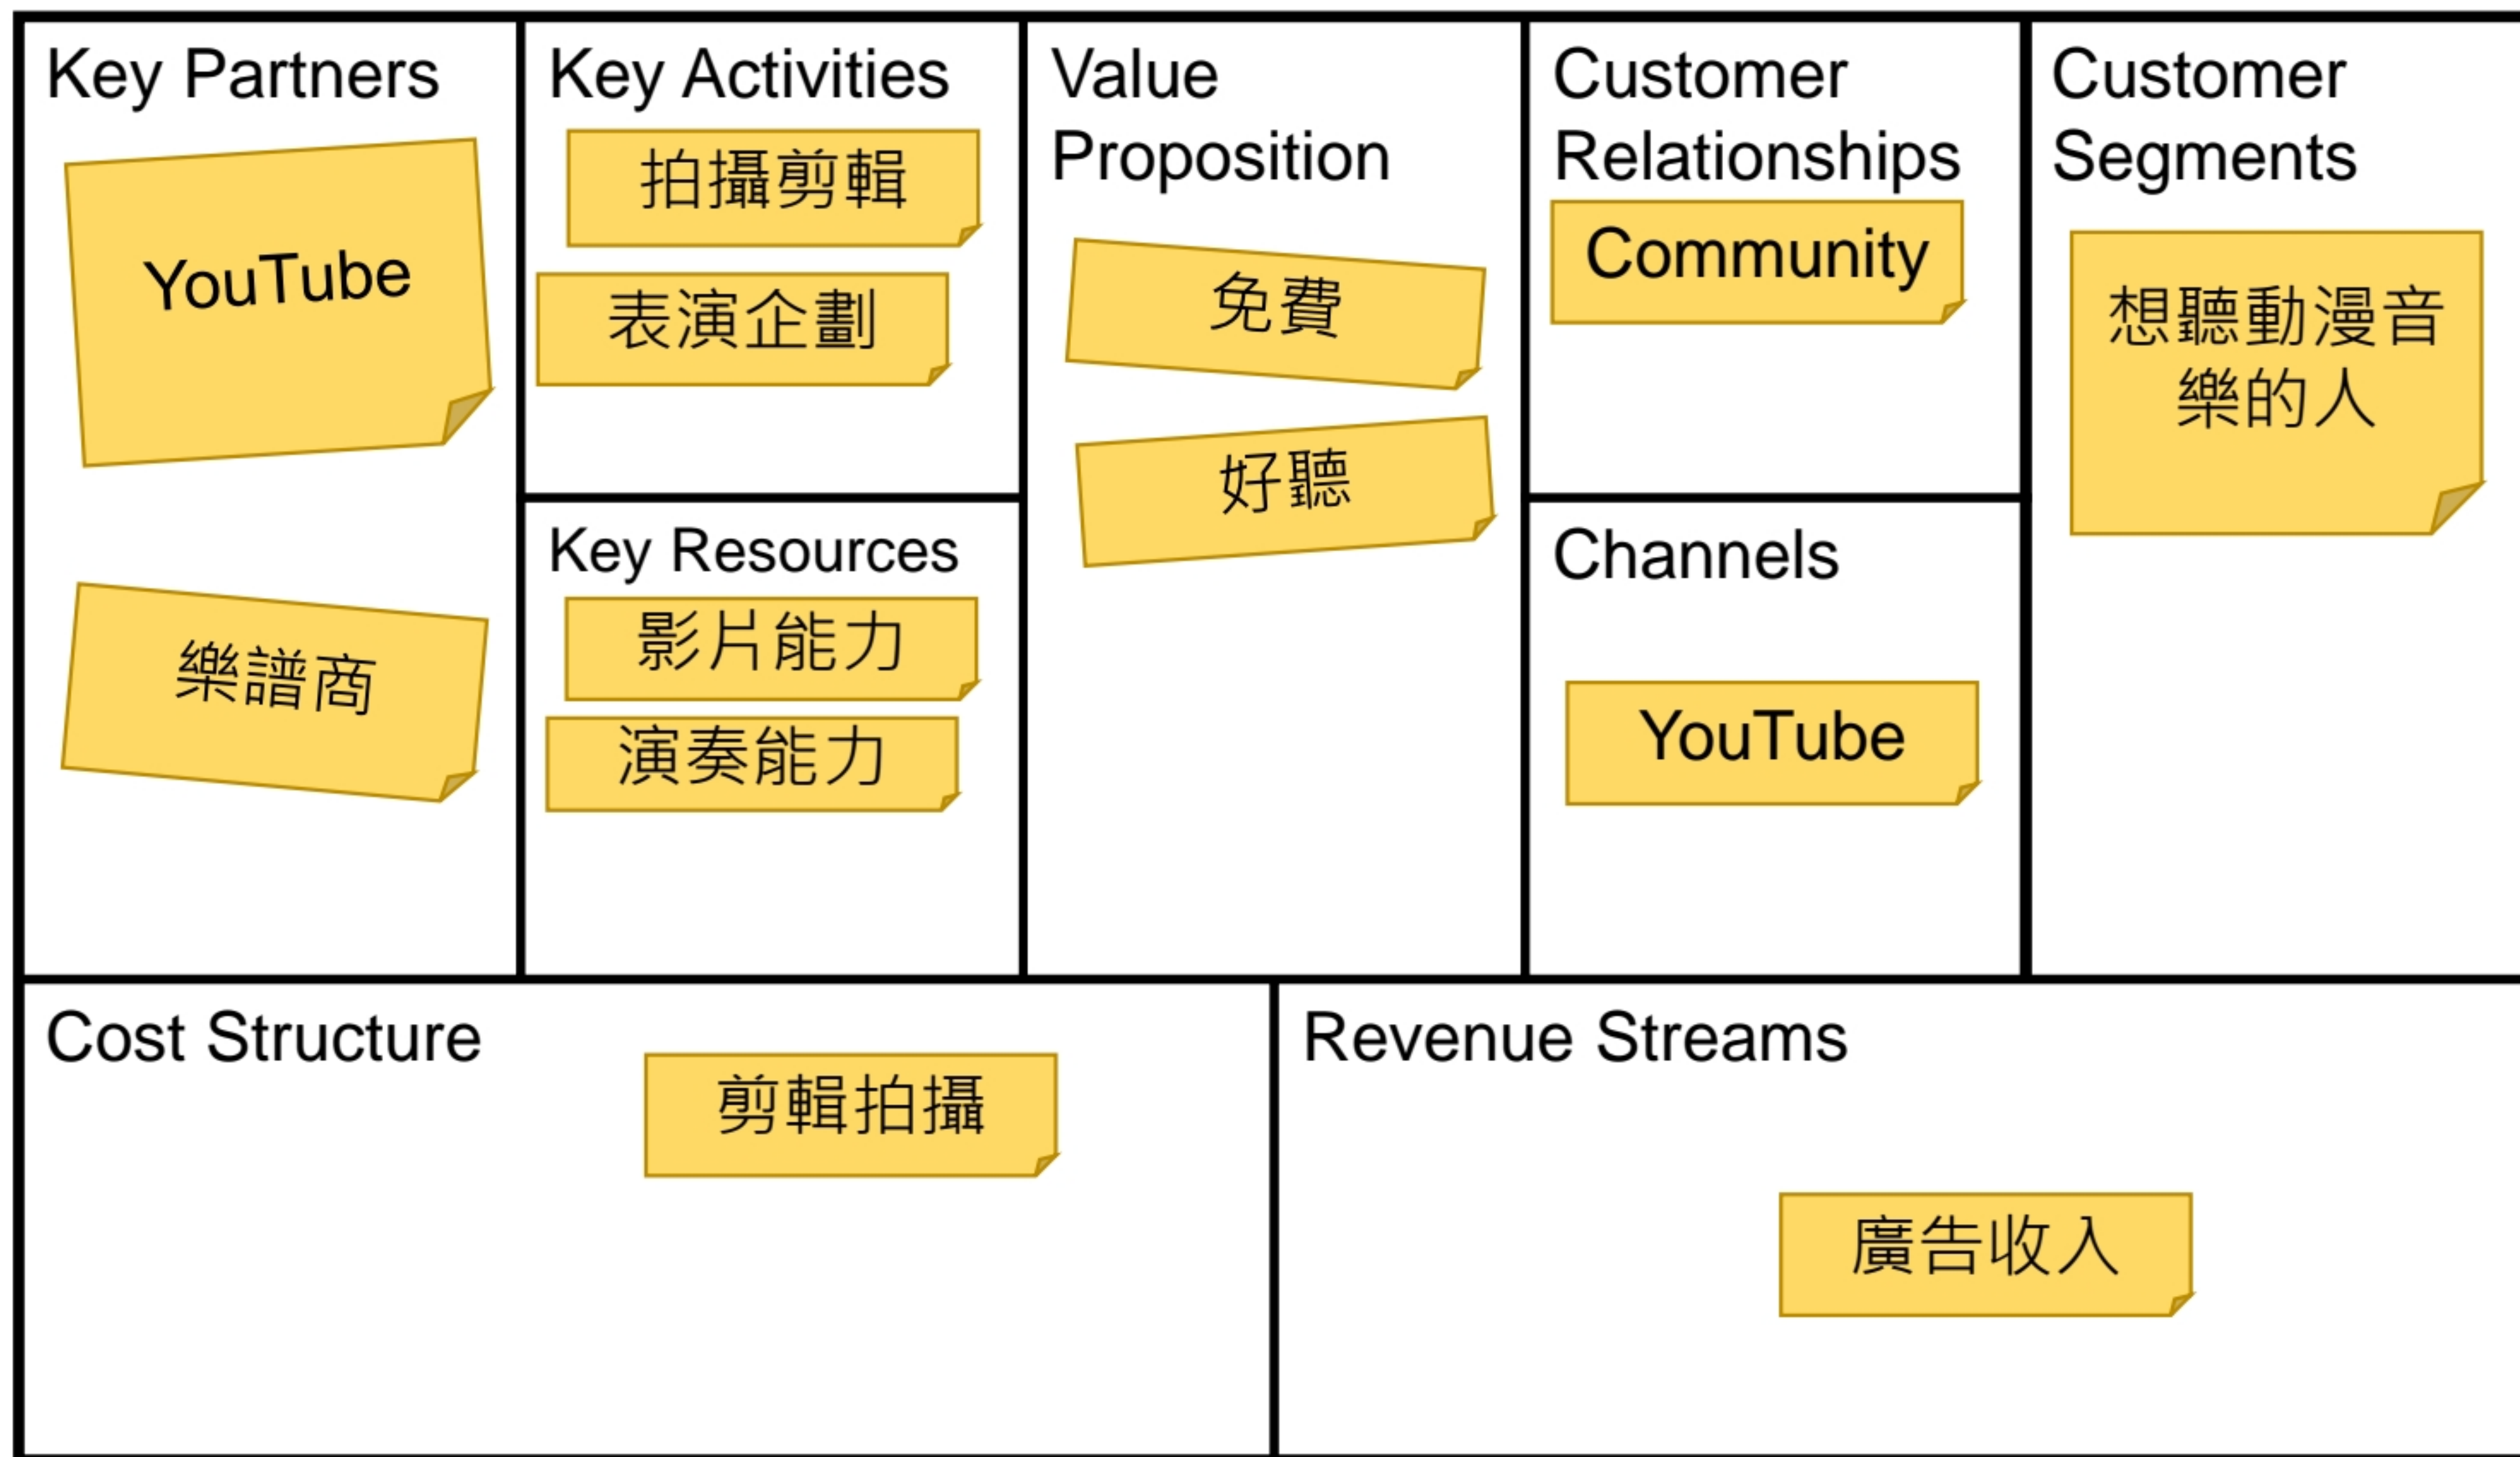 Key Partners
YouTube
樂譜商
Key Activities
拍攝剪輯
表演企劃
Key Resources
影片能力
演奏能力
Value
Proposition
免費
好聽
Customer
Relationships
Community
Channels
YouTube
Customer
Segments
想聽動漫音
樂的人
Cost Structure
剪輯拍攝
Revenue Streams
廣告收入